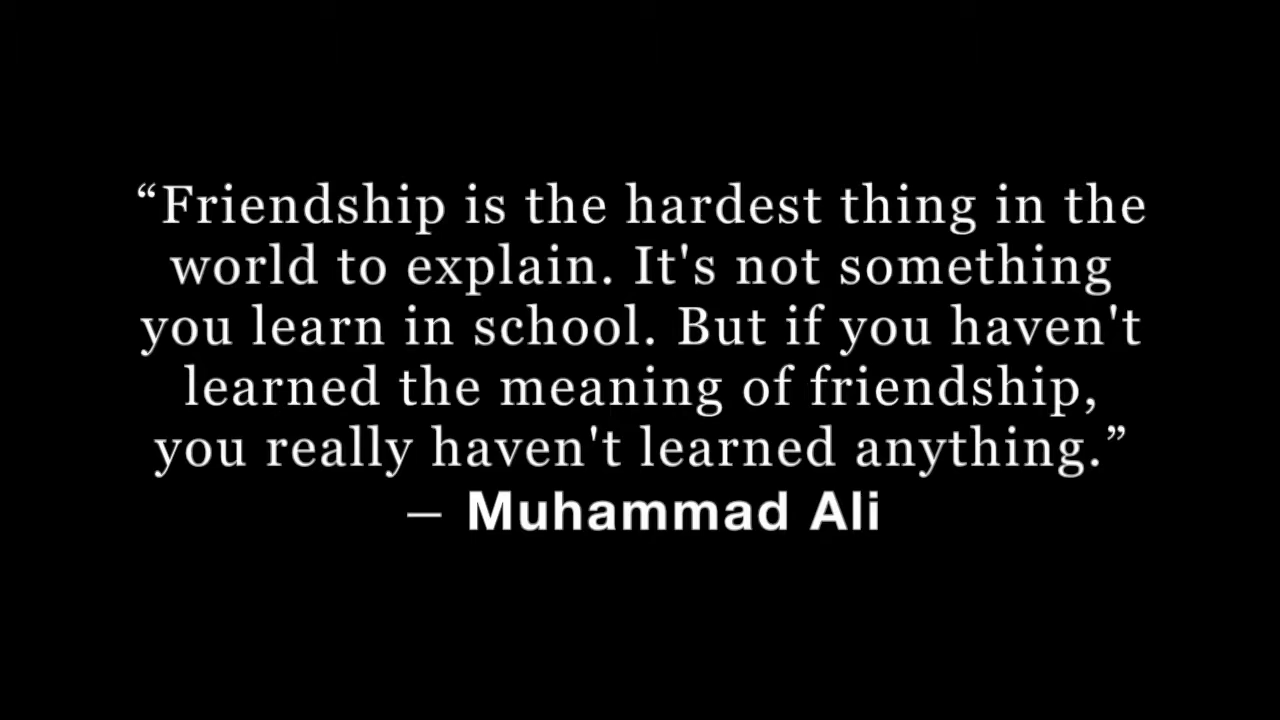 “Friendship is the hardest thing in the
world to explain. It's not something
you learn in school. But if you haven't
learned the meaning of friendship,
you really haven't learned anything.”
— Muhammad Ali